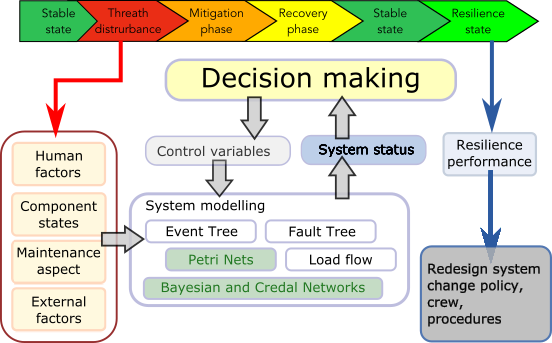 Stable
state
Threath
disturbance
Mitigation
phase
Recovery
phase
Stable
state
Resilience
state
Decision making
Control variables
System status
Resilience
performance
Human
factors
Component
states
Maintenance
aspect
External
factors
System modelling
Event Tree
Fault Tree
Petri Nets
Load flow
Bayesian and Credal Networks
Redesign system
change policy,
crew,
procedures